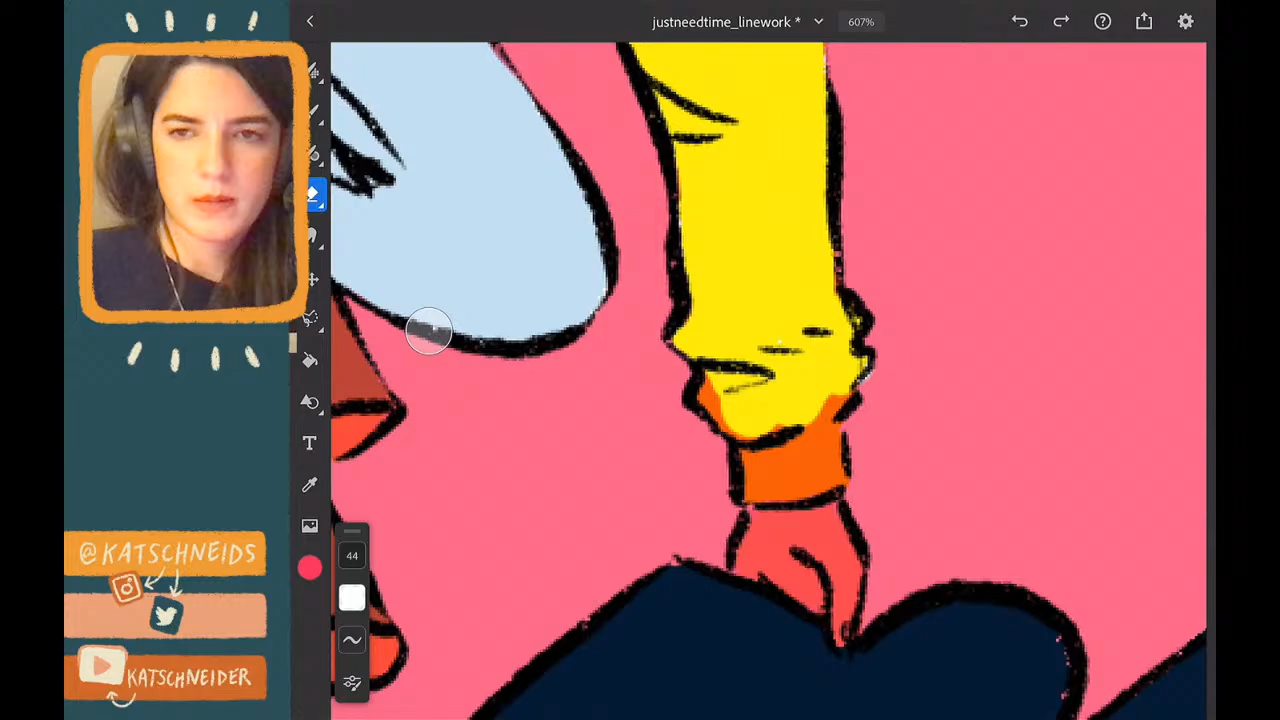 justneedtime_linework *
607%
44
@KATSCHNEIDS
KATSCHNEIDER